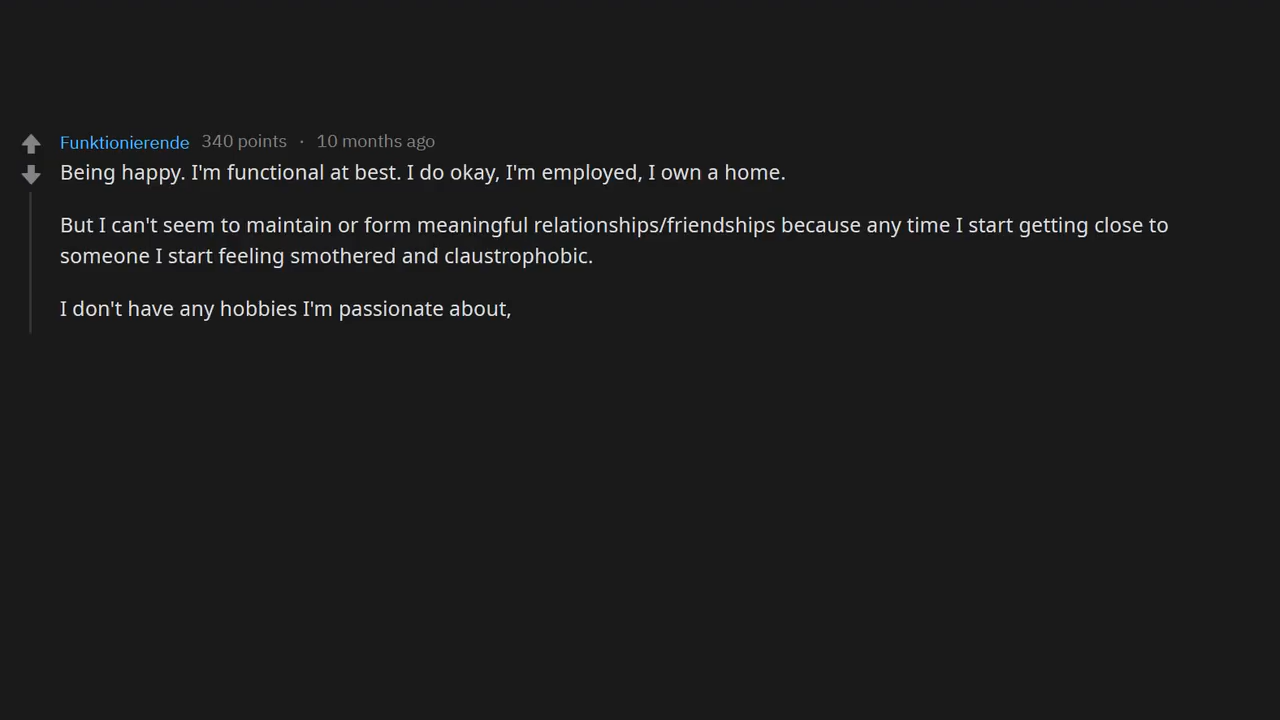 Funktionierende 340 points · 10 months ago
Being happy. I'm functional at best. I do okay, I'm employed, I own a home.
But I can't seem to maintain or form meaningful relationships/friendships because any time I start getting close to
someone I start feeling smothered and claustrophobic.
I don't have any hobbies I'm passionate about,